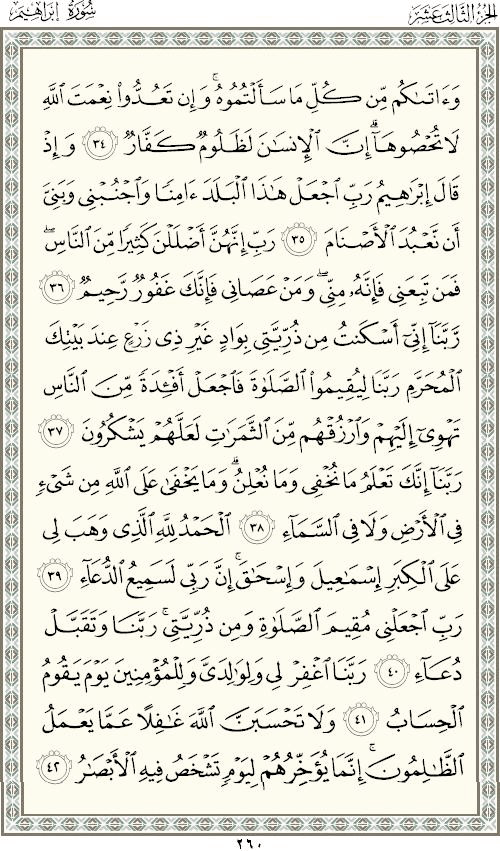 الجزء الثالث عشر
سورة إبراهيم
وَءَاتَىٰكُم مِّن كُلِّ مَا سَأَلْتُمُوهُ ۚ وَإِن تَعُدُّوا۟ نِعْمَتَ ٱللَّهِ
لَا تُحْصُوهَآ ۗ إِنَّ ٱلْإِنسَٰنَ لَظَلُومٌ كَفَّارٌ ٣٤ وَإِذْ
قَالَ إِبْرَٰهِيمُ رَبِّ ٱجْعَلْ هَٰذَا ٱلْبَلَدَ ءَامِنًا وَٱجْنُبْنِى وَبَنِىَّ
أَن نَّعْبُدَ ٱلْأَصْنَامَ ٣٥ رَبِّ إِنَّهُنَّ أَضْلَلْنَ كَثِيرًا مِّنَ ٱلنَّاسِ ۖ
فَمَن تَبِعَنِى فَإِنَّهُۥ مِنِّى ۖ وَمَنْ عَصَانِى فَإِنَّكَ غَفُورٌ رَّحِيمٌ ٣٦
رَّبَّنَآ إِنِّىٓ أَسْكَنتُ مِن ذُرِّيَّتِى بِوَادٍ غَيْرِ ذِى زَرْعٍ عِندَ بَيْتِكَ
ٱلْمُحَرَّمِ رَبَّنَا لِيُقِيمُوا۟ ٱلصَّلَوٰةَ فَٱجْعَلْ أَفْـِٔدَةً مِّنَ ٱلنَّاسِ
تَهْوِىٓ إِلَيْهِمْ وَٱرْزُقْهُم مِّنَ ٱلثَّمَرَٰتِ لَعَلَّهُمْ يَشْكُرُونَ ٣٧
رَبَّنَآ إِنَّكَ تَعْلَمُ مَا نُخْفِى وَمَا نُعْلِنُ ۗ وَمَا يَخْفَىٰ عَلَى ٱللَّهِ مِن شَىْءٍ
فِى ٱلْأَرْضِ وَلَا فِى ٱلسَّمَآءِ ٣٨ ٱلْحَمْدُ لِلَّهِ ٱلَّذِى وَهَبَ لِى
عَلَى ٱلْكِبَرِ إِسْمَٰعِيلَ وَإِسْحَٰقَ ۚ إِنَّ رَبِّى لَسَمِيعُ ٱلدُّعَآءِ ٣٩
رَبِّ ٱجْعَلْنِى مُقِيمَ ٱلصَّلَوٰةِ وَمِن ذُرِّيَّتِى ۚ رَبَّنَا وَتَقَبَّلْ
دُعَآءِ ٤٠ رَبَّنَا ٱغْفِرْ لِى وَلِوَٰلِدَىَّ وَلِلْمُؤْمِنِينَ يَوْمَ يَقُومُ
ٱلْحِسَابُ ٤١ وَلَا تَحْسَبَنَّ ٱللَّهَ غَٰفِلًا عَمَّا يَعْمَلُ
ٱلظَّٰلِمُونَ ۚ إِنَّمَا يُؤَخِّرُهُمْ لِيَوْمٍ تَشْخَصُ فِيهِ ٱلْأَبْصَٰرُ ٤٢
٢٦٠